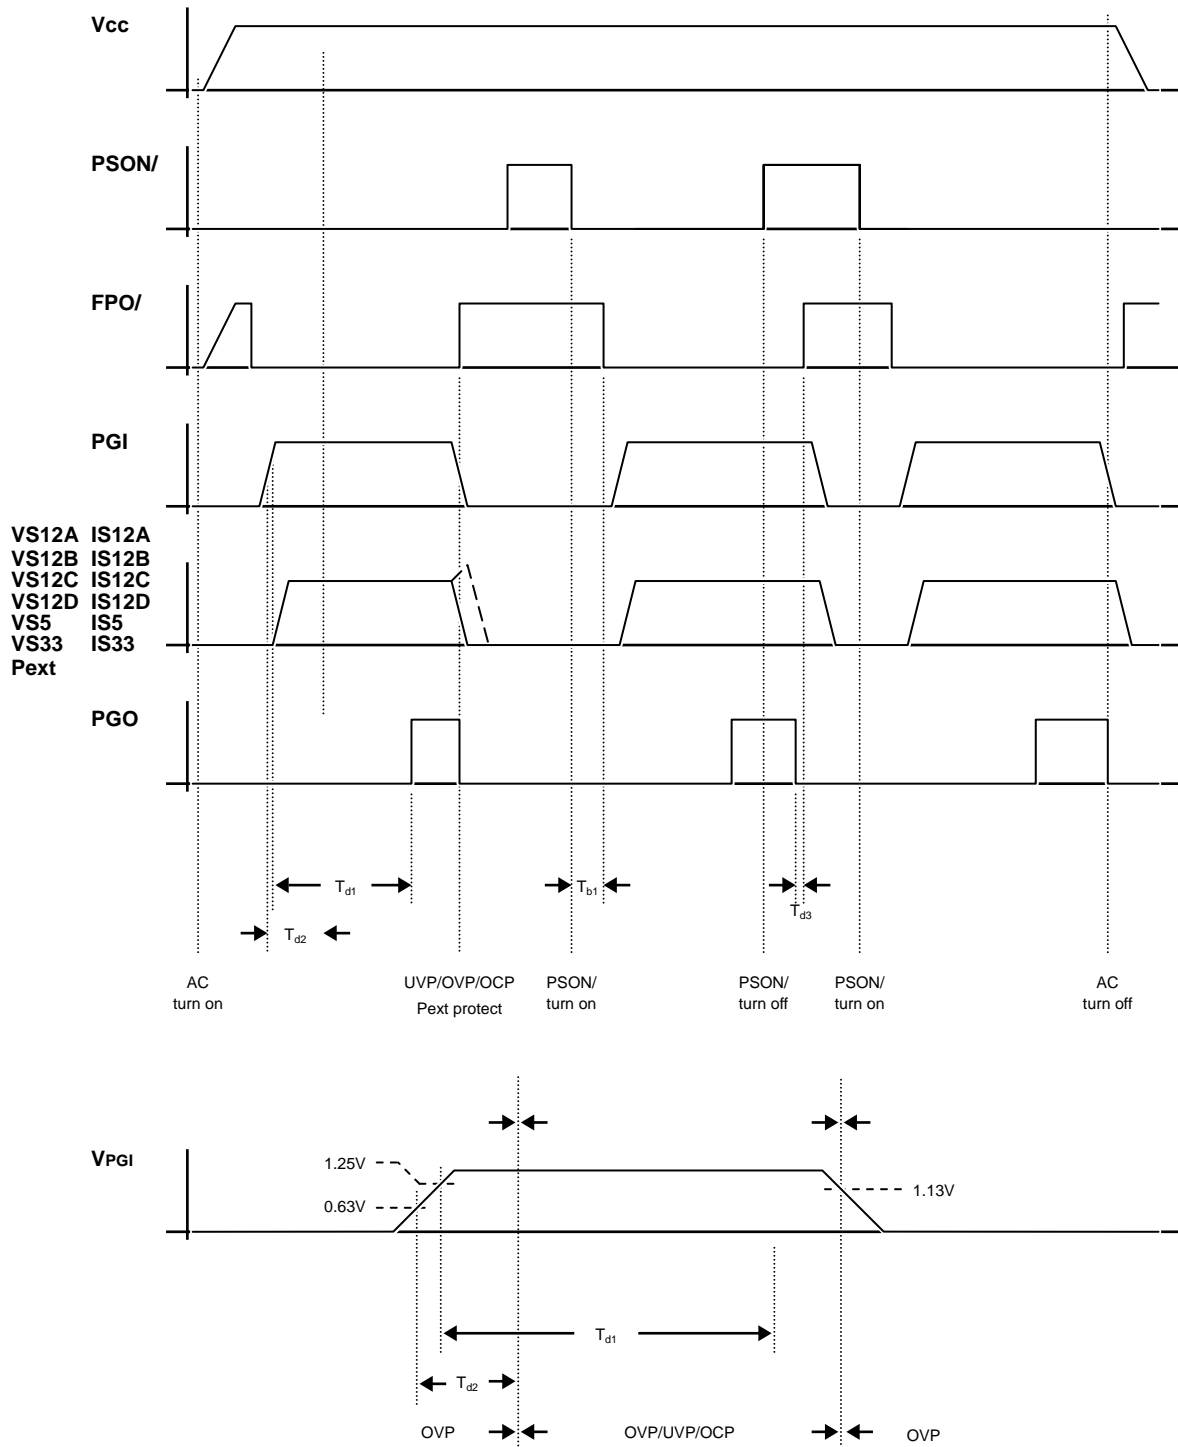 Vcc
PSON/
FPO/
PGI
VS12A IS12A
VS12B IS12B
VS12C IS12C
VS12D IS12D
VS5 IS5
VS33 IS33
Pext
PGO
Td1
Tb1
Td3
Td2
AC turn on
UVP/OVP/OCP Pext protect
PSON/ turn on
PSON/ turn off
PSON/ turn on
AC turn off
VPGI
1.25V
0.63V
1.13V
Td1
Td2
OVP
OVP/UVP/OCP
OVP